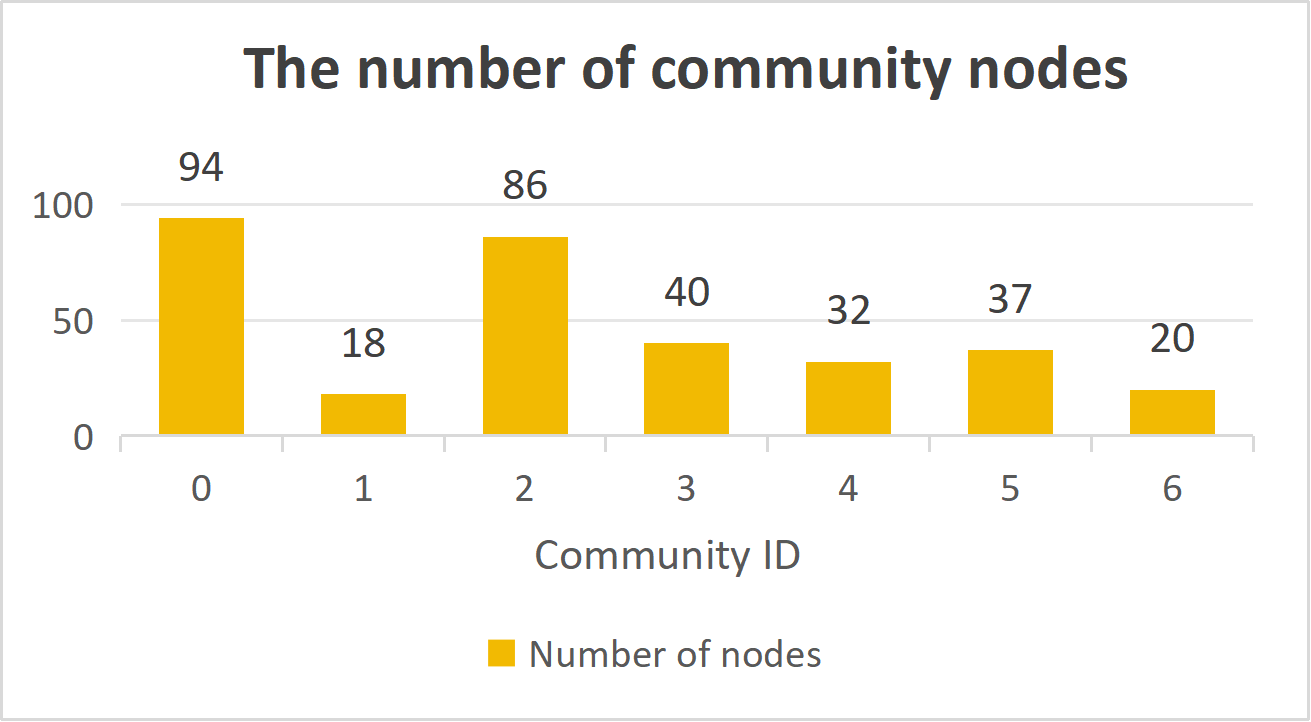 The number of community nodes
94
86
100
40
37
32
50
18
20
0
0 1 2 3 4 5 6
Community ID
Number of nodes